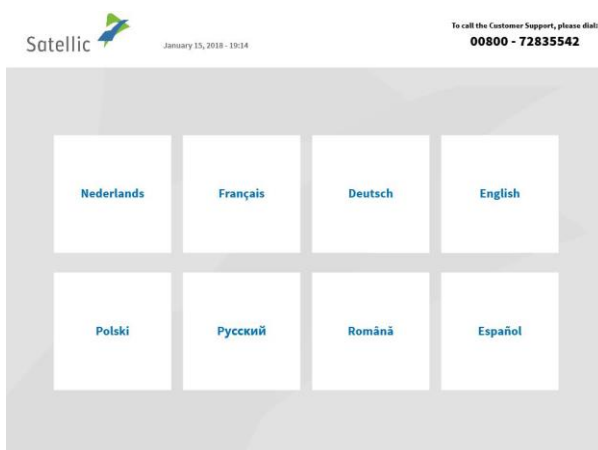 To call the Customer Support, please dial:
Satellic
January 15, 2018 - 19:14
00800 - 72835542
Nederlands
Français
Deutsch
English
Polski
Русский
Română
Español